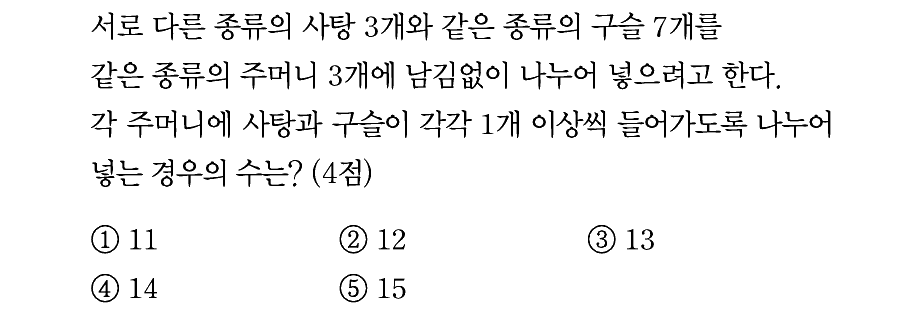 서로 다른 종류의 사탕 3개와 같은 종류의 구슬 7개를
같은 종류의 주머니 3개에 남김없이 나누어 넣으려고 한다.
각 주머니에 사탕과 구슬이 각각 1개 이상씩 들어가도록 나누어
넣는 경우의 수는? (4점)
① 11 ② 12 ③ 13
④ 14 ⑤ 15